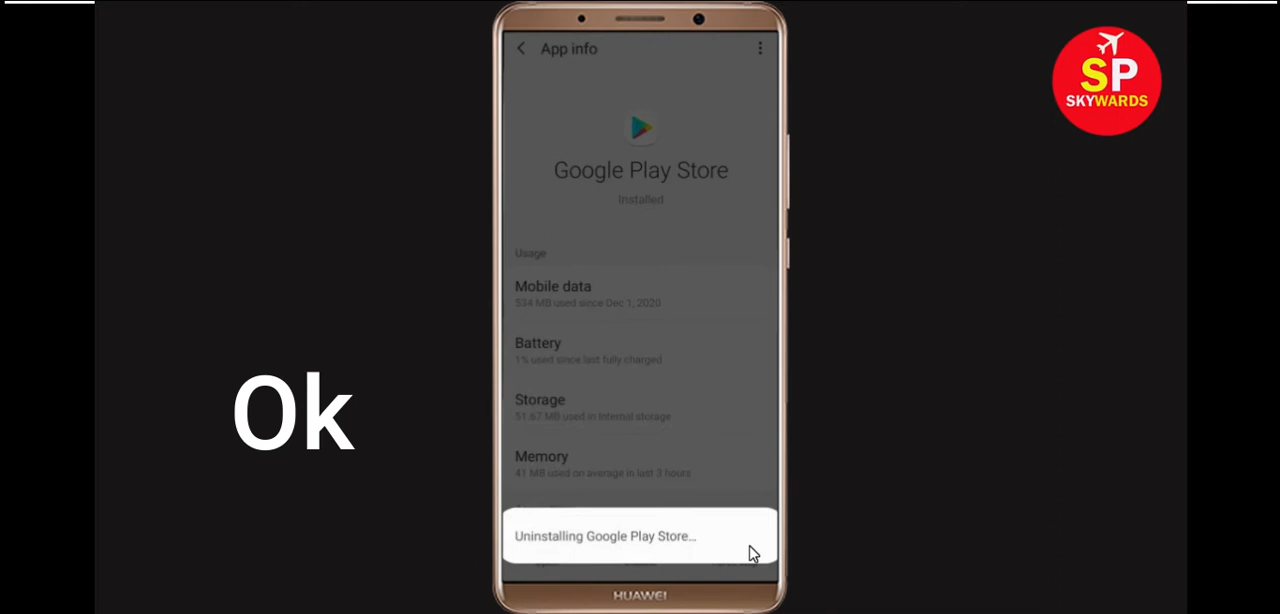 App info
SP
SKYWARDS
Google Play Store
Installed
Usage
Mobile data
534 MB used since Dec 1, 2020
Battery
1% used since last fully charged
Ok
Storage
51.67 MB used in Internal storage
Memory
41 MB used on average in last 3 hours
Uninstalling Google Play Store...
HUAWEI